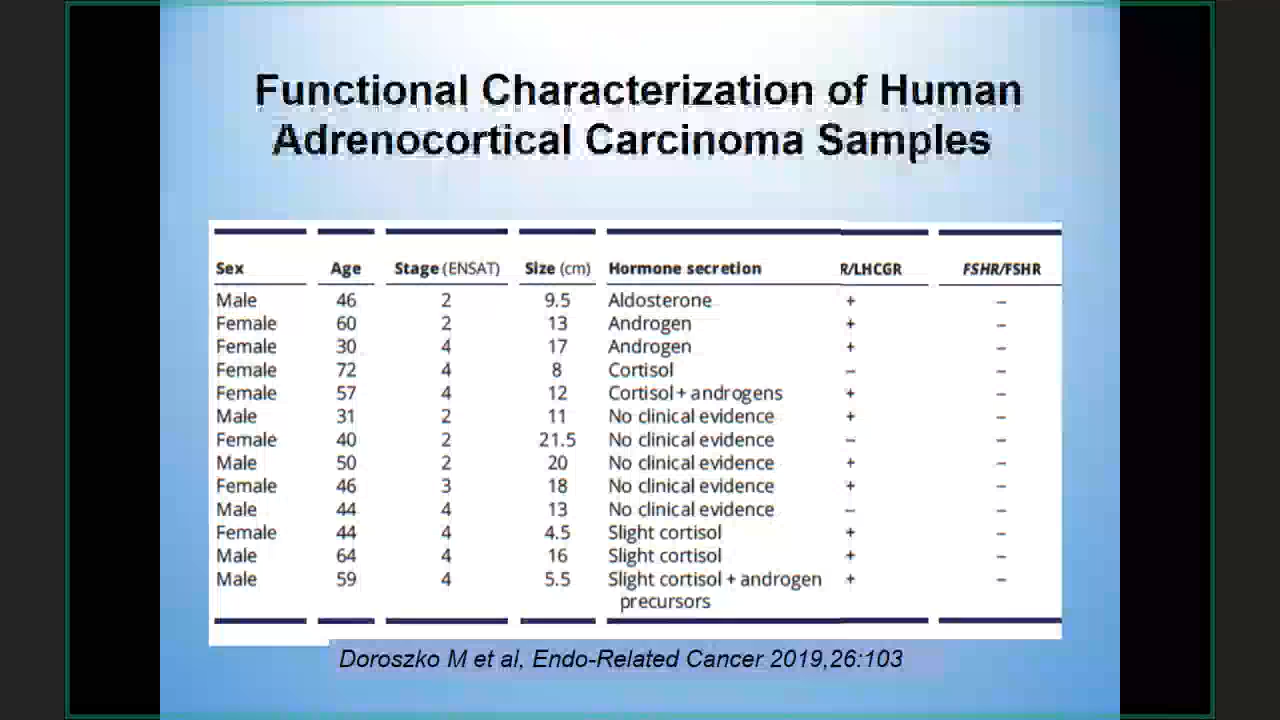 Functional Characterization of Human
Adrenocortical Carcinoma Samples
Sex Age Stage (ENSAT) Size (cm) Hormone secretion R/LHCGR FSHR/FSHR
Male 46 2 9.5 Aldosterone + –
Female 60 2 13 Androgen + –
Female 30 4 17 Androgen + –
Female 72 4 8 Cortisol – –
Female 57 4 12 Cortisol + androgens + –
Male 31 2 11 No clinical evidence + –
Female 40 2 21.5 No clinical evidence – –
Male 50 2 20 No clinical evidence + –
Female 46 3 18 No clinical evidence + –
Male 44 4 13 No clinical evidence – –
Female 44 4 4.5 Slight cortisol + –
Male 64 4 16 Slight cortisol + –
Male 59 4 5.5 Slight cortisol + androgen + –
precursors
Doroszko M et al, Endo-Related Cancer 2019,26:103